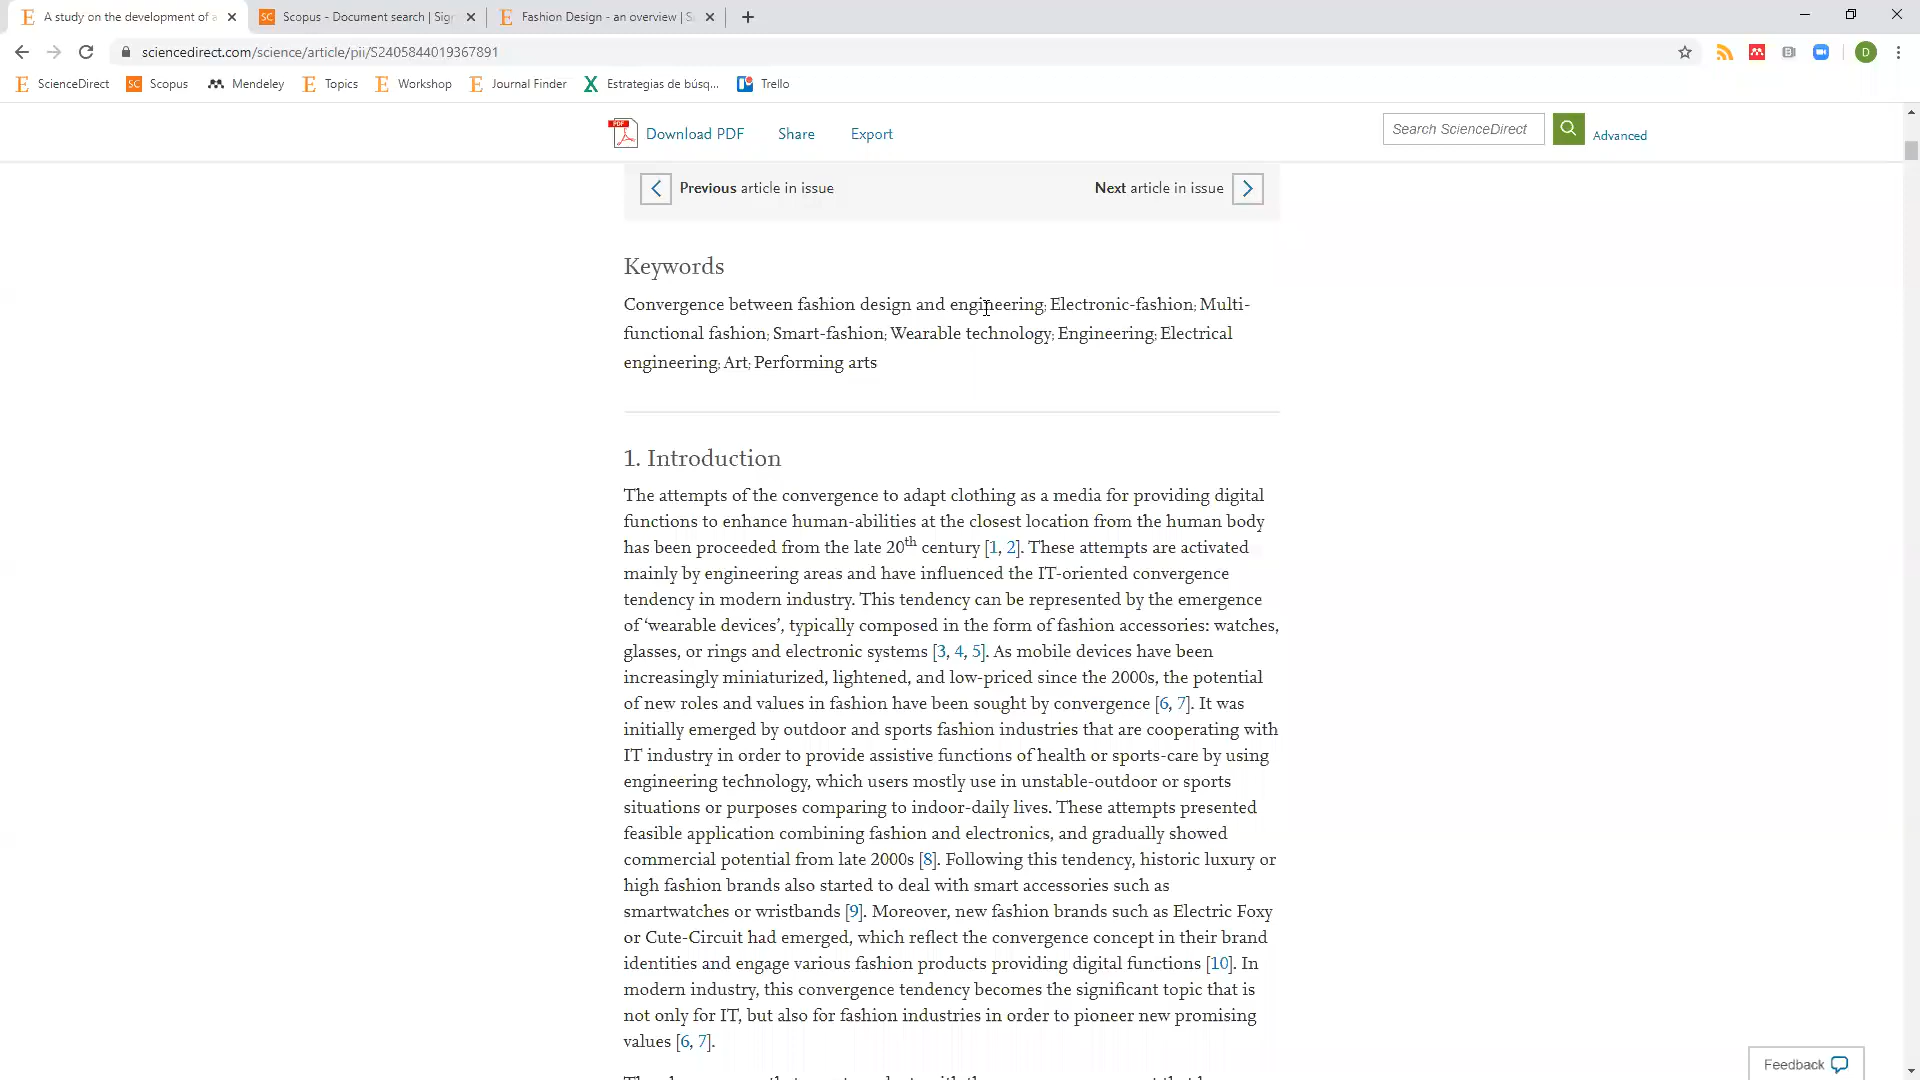 A study on the development of a
Scopus - Document search | Sig
Fashion Design - an overview | S
sciencedirect.com/science/article/pii/S2405844019367891
D
ScienceDirect
SC Scopus
Mendeley
Topics
Workshop
Journal Finder
Estrategias de búsq...
Trello
PDF Download PDF
Share
Export
Search ScienceDirect
Advanced
Previous article in issue
Next article in issue
Keywords
Convergence between fashion design and engineering; Electronic-fashion; Multi-
functional fashion; Smart-fashion; Wearable technology; Engineering; Electrical
engineering; Art; Performing arts
1. Introduction
The attempts of the convergence to adapt clothing as a media for providing digital
functions to enhance human-abilities at the closest location from the human body
has been proceeded from the late 20th century [1, 2]. These attempts are activated
mainly by engineering areas and have influenced the IT-oriented convergence
tendency in modern industry. This tendency can be represented by the emergence
of ‘wearable devices’, typically composed in the form of fashion accessories: watches,
glasses, or rings and electronic systems [3, 4, 5]. As mobile devices have been
increasingly miniaturized, lightened, and low-priced since the 2000s, the potential
of new roles and values in fashion have been sought by convergence [6, 7]. It was
initially emerged by outdoor and sports fashion industries that are cooperating with
IT industry in order to provide assistive functions of health or sports-care by using
engineering technology, which users mostly use in unstable-outdoor or sports
situations or purposes comparing to indoor-daily lives. These attempts presented
feasible application combining fashion and electronics, and gradually showed
commercial potential from late 2000s [8]. Following this tendency, historic luxury or
high fashion brands also started to deal with smart accessories such as
smartwatches or wristbands [9]. Moreover, new fashion brands such as Electric Foxy
or Cute-Circuit had emerged, which reflect the convergence concept in their brand
identities and engage various fashion products providing digital functions [10]. In
modern industry, this convergence tendency becomes the significant topic that is
not only for IT, but also for fashion industries in order to pioneer new promising
values [6, 7].
Feedback